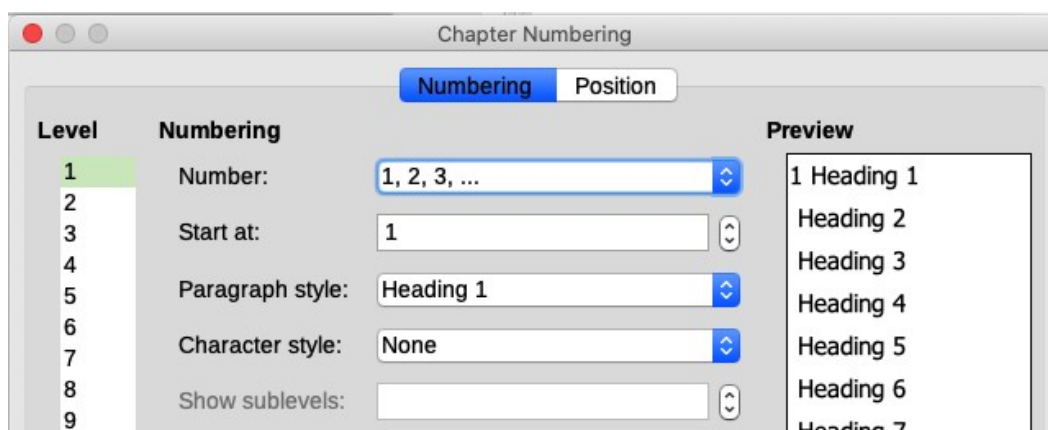 Chapter Numbering
Numbering Position
Level Numbering Preview
1 Number: 1, 2, 3, ... 1 Heading 1
2 Heading 2
3 Start at: 1 Heading 3
4 Heading 4
5 Paragraph style: Heading 1 Heading 5
6 Heading 6
7 Character style: None Heading 7
8 Show sublevels:
9